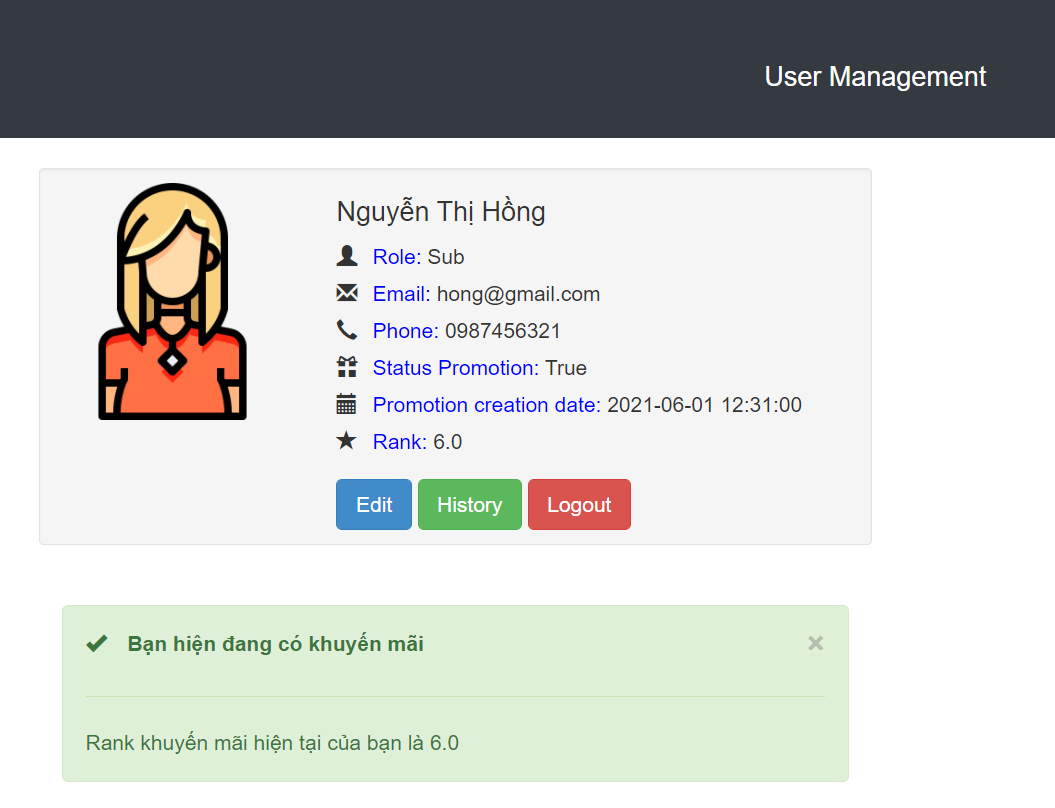 User Management
Nguyễn Thị Hồng
Role: Sub
Email: hong@gmail.com
Phone: 0987456321
Status Promotion: True
Promotion creation date: 2021-06-01 12:31:00
Rank: 6.0
Edit History Logout
Bạn hiện đang có khuyến mãi ×
Rank khuyến mãi hiện tại của bạn là 6.0